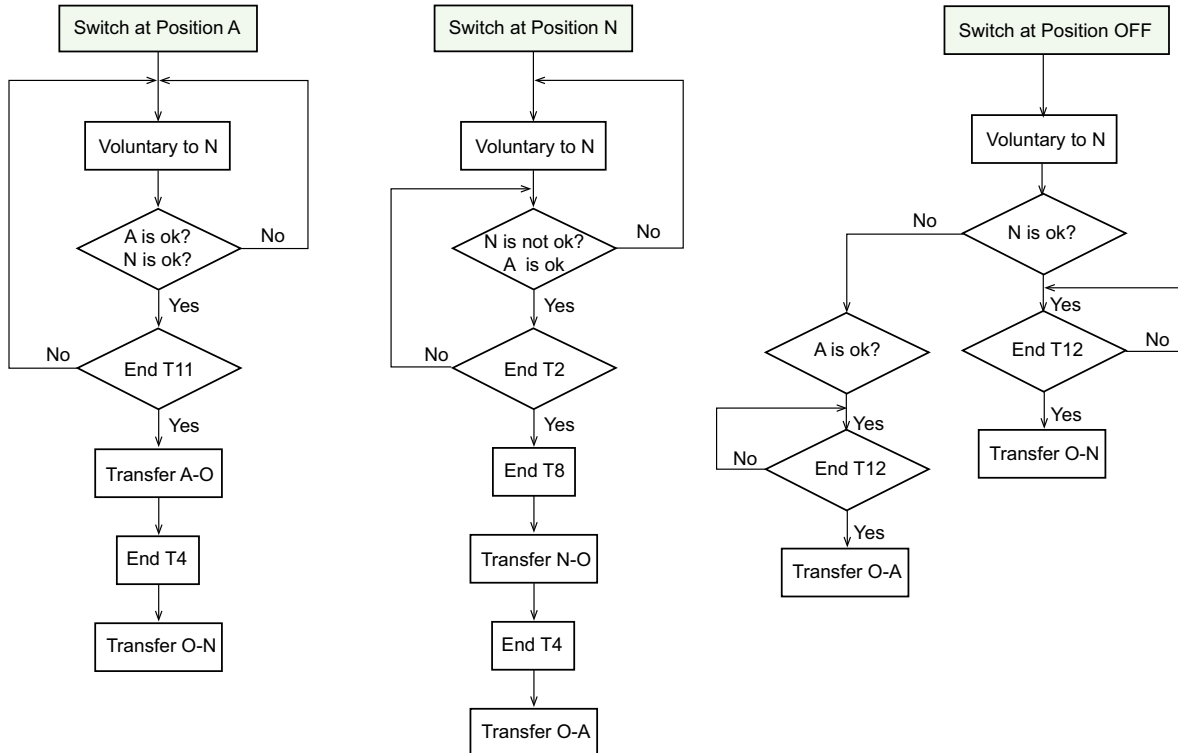 Switch at Position A
Voluntary to N
A is ok?
N is ok?
No
Yes
No
End T11
Yes
Transfer A-O
End T4
Transfer O-N
Switch at Position N
Voluntary to N
N is not ok?
A is ok
No
Yes
No
End T2
Yes
End T8
Transfer N-O
End T4
Transfer O-A
Switch at Position OFF
Voluntary to N
No
N is ok?
Yes
A is ok?
End T12
No
Yes
Transfer O-N
Yes
No
End T12
Yes
Transfer O-A